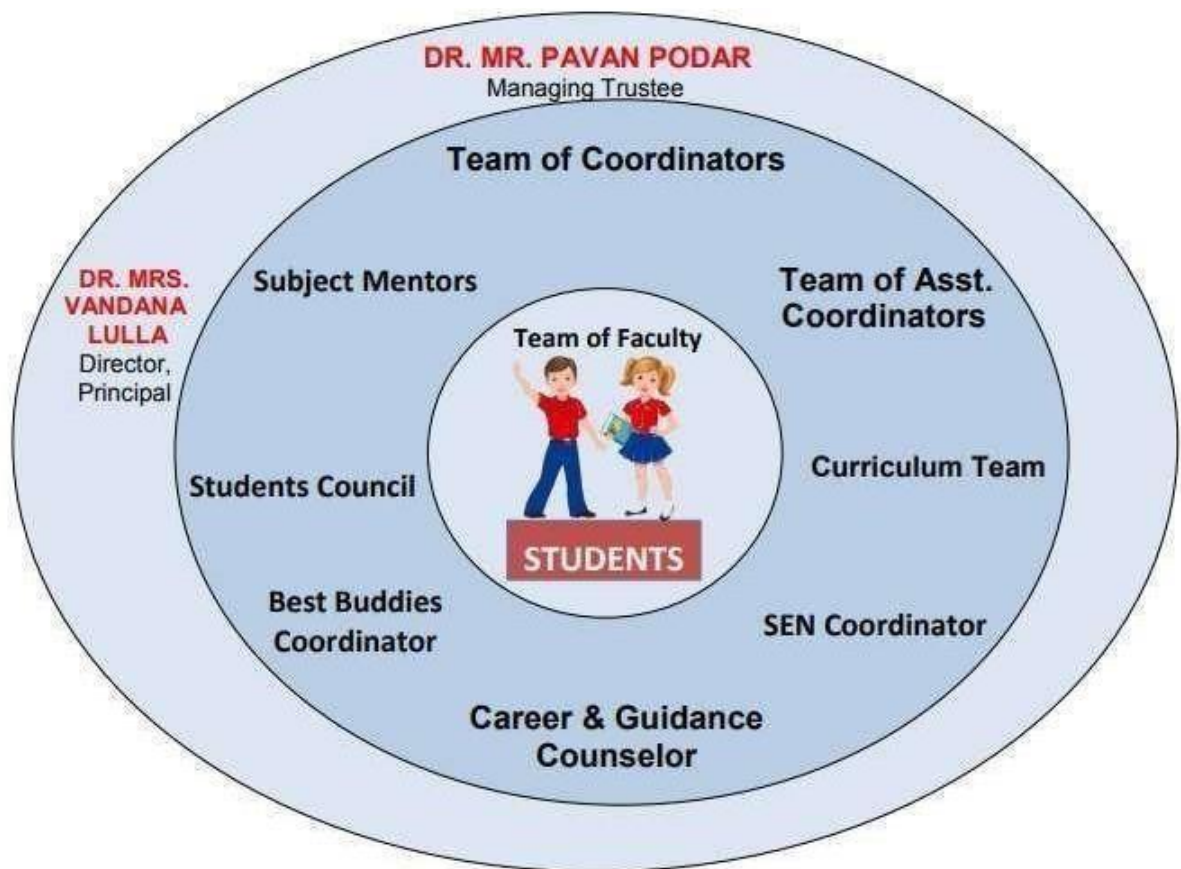 DR. MR. PAVAN PODAR
Managing Trustee
Team of Coordinators
DR. MRS.
VANDANA
LULLA
Director,
Principal
Subject Mentors
Team of Asst.
Coordinators
Team of Faculty
Students Council
Curriculum Team
STUDENTS
Best Buddies
Coordinator
SEN Coordinator
Career & Guidance
Counselor